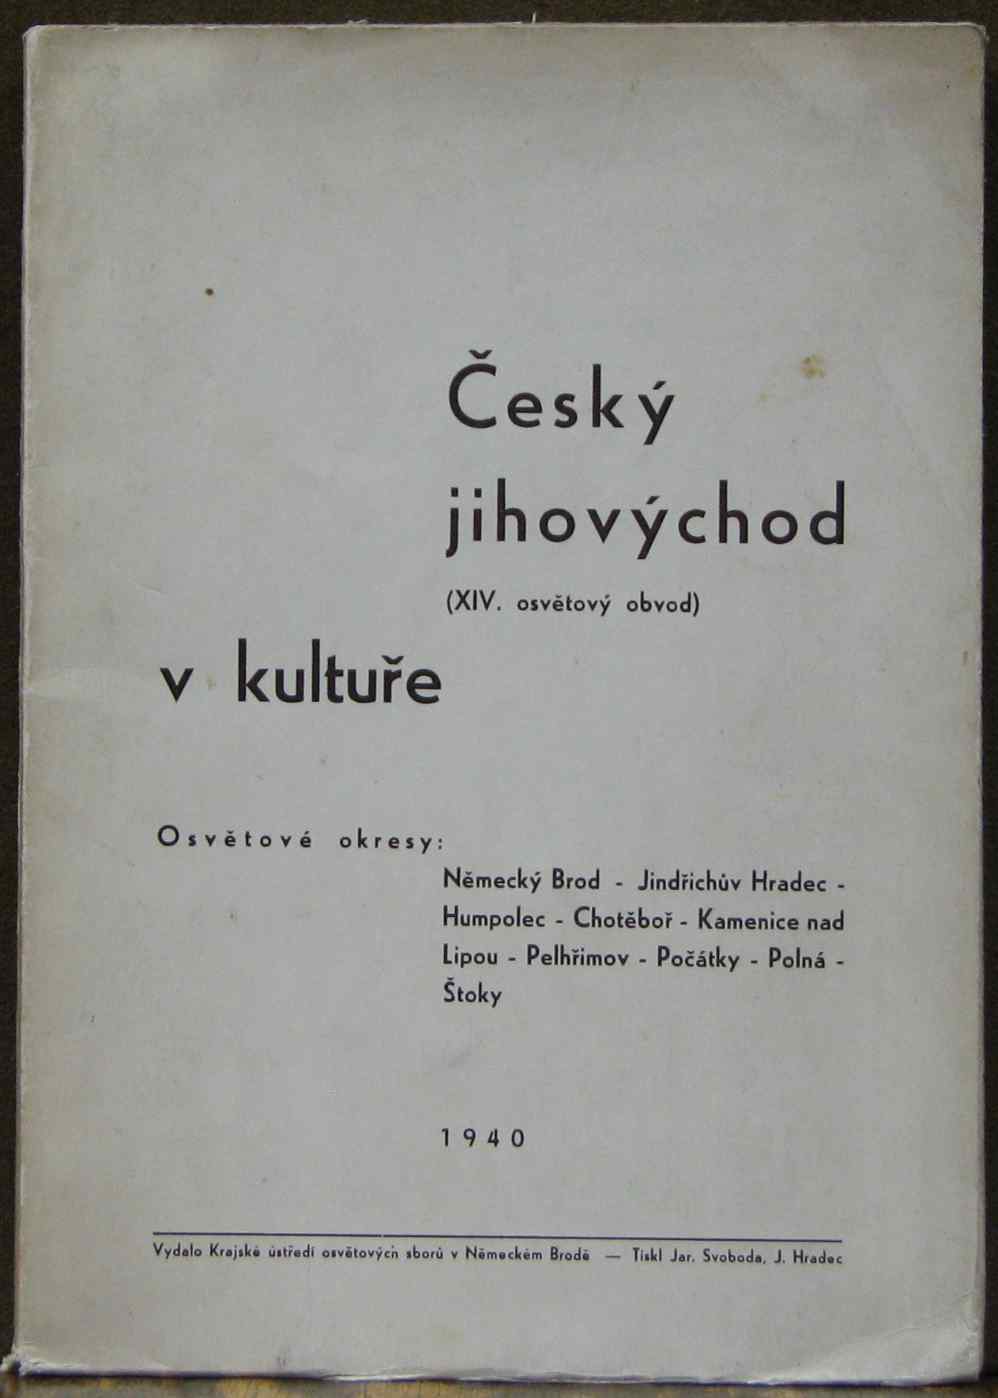 Český
jihovýchod
(XIV. osvětový obvod)
v kultuře
Osvětové okresy:
Německý Brod - Jindřichův Hradec -
Humpolec - Chotěboř - Kamenice nad
Lipou - Pelhřimov - Počátky - Polná -
Štoky
1940
Vydalo Krajské ústředí osvětových sborů v Německém Brodě — Tiskl Jar. Svoboda, J. Hradec